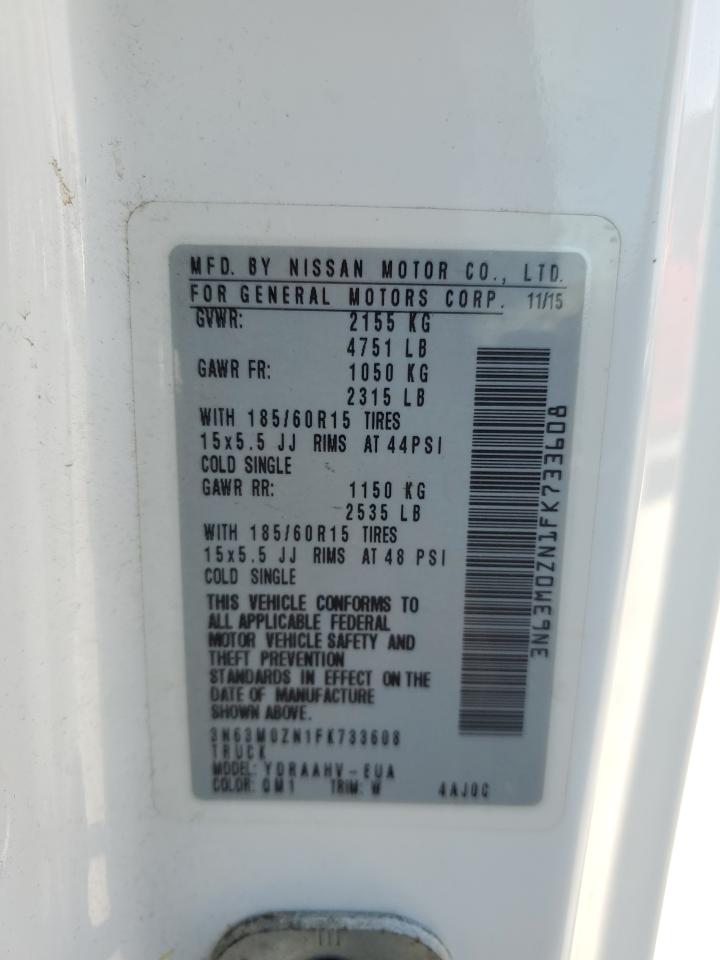 MFD. BY NISSAN MOTOR CO., LTD.
FOR GENERAL MOTORS CORP. 11/15
GVWR: 2155 KG
4751 LB
GAWR FR: 1050 KG
2315 LB
WITH 185/60R15 TIRES
15x5.5 JJ RIMS AT 44PSI
COLD SINGLE
GAWR RR: 1150 KG
2535 LB
WITH 185/60R15 TIRES
15x5.5 JJ RIMS AT 48 PSI
COLD SINGLE
THIS VEHICLE CONFORMS TO
ALL APPLICABLE FEDERAL
MOTOR VEHICLE SAFETY AND
THEFT PREVENTION
STANDARDS IN EFFECT ON THE
DATE OF MANUFACTURE
SHOWN ABOVE.
3N63M0ZN1FK733608
TRUCK
MODEL: YDRAAHV-EUA
COLOR: QM1 TRIM: W 4AJ0C
3N63M0ZN1FK733608